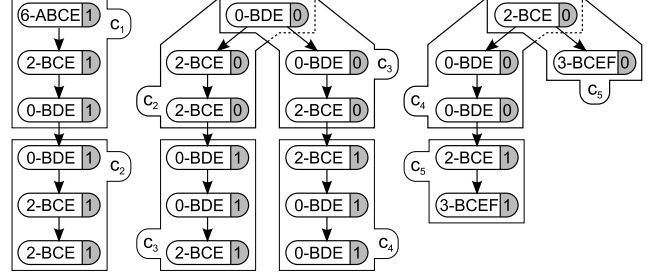 6-ABCE 1
2-BCE 1
0-BDE 1
c1
0-BDE 1
2-BCE 1
2-BCE 1
c2
0-BDE 0
2-BCE 0
2-BCE 0
c2
0-BDE 0
2-BCE 0
c3
0-BDE 1
0-BDE 1
2-BCE 1
c3
2-BCE 1
0-BDE 1
0-BDE 1
c4
2-BCE 0
0-BDE 0
0-BDE 0
c4
3-BCEF 0
c5
2-BCE 1
3-BCEF 1
c5